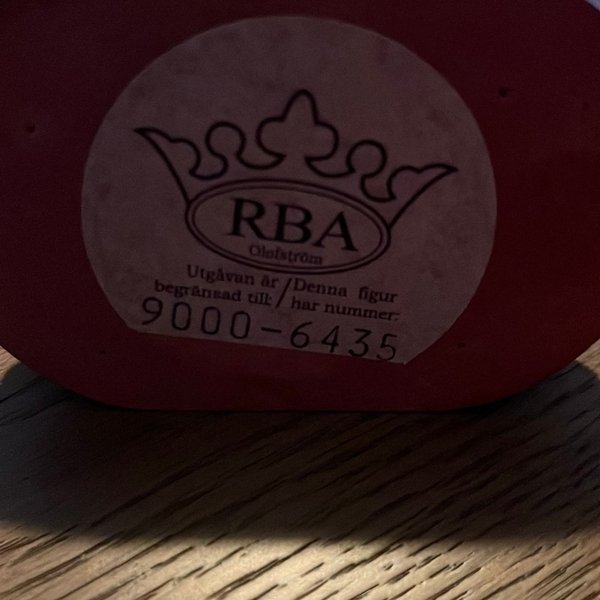 RBA
Olofström
Utgåvan är / Denna figur
begränsad till: / har nummer:
9000-6435